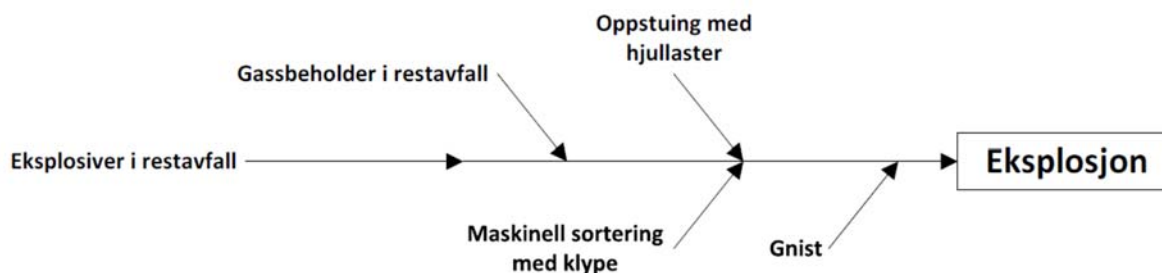 Oppstuing med
hjullaster
Gassbeholder i restavfall
Eksplosiver i restavfall
Eksplosjon
Maskinell sortering
med klype
Gnist